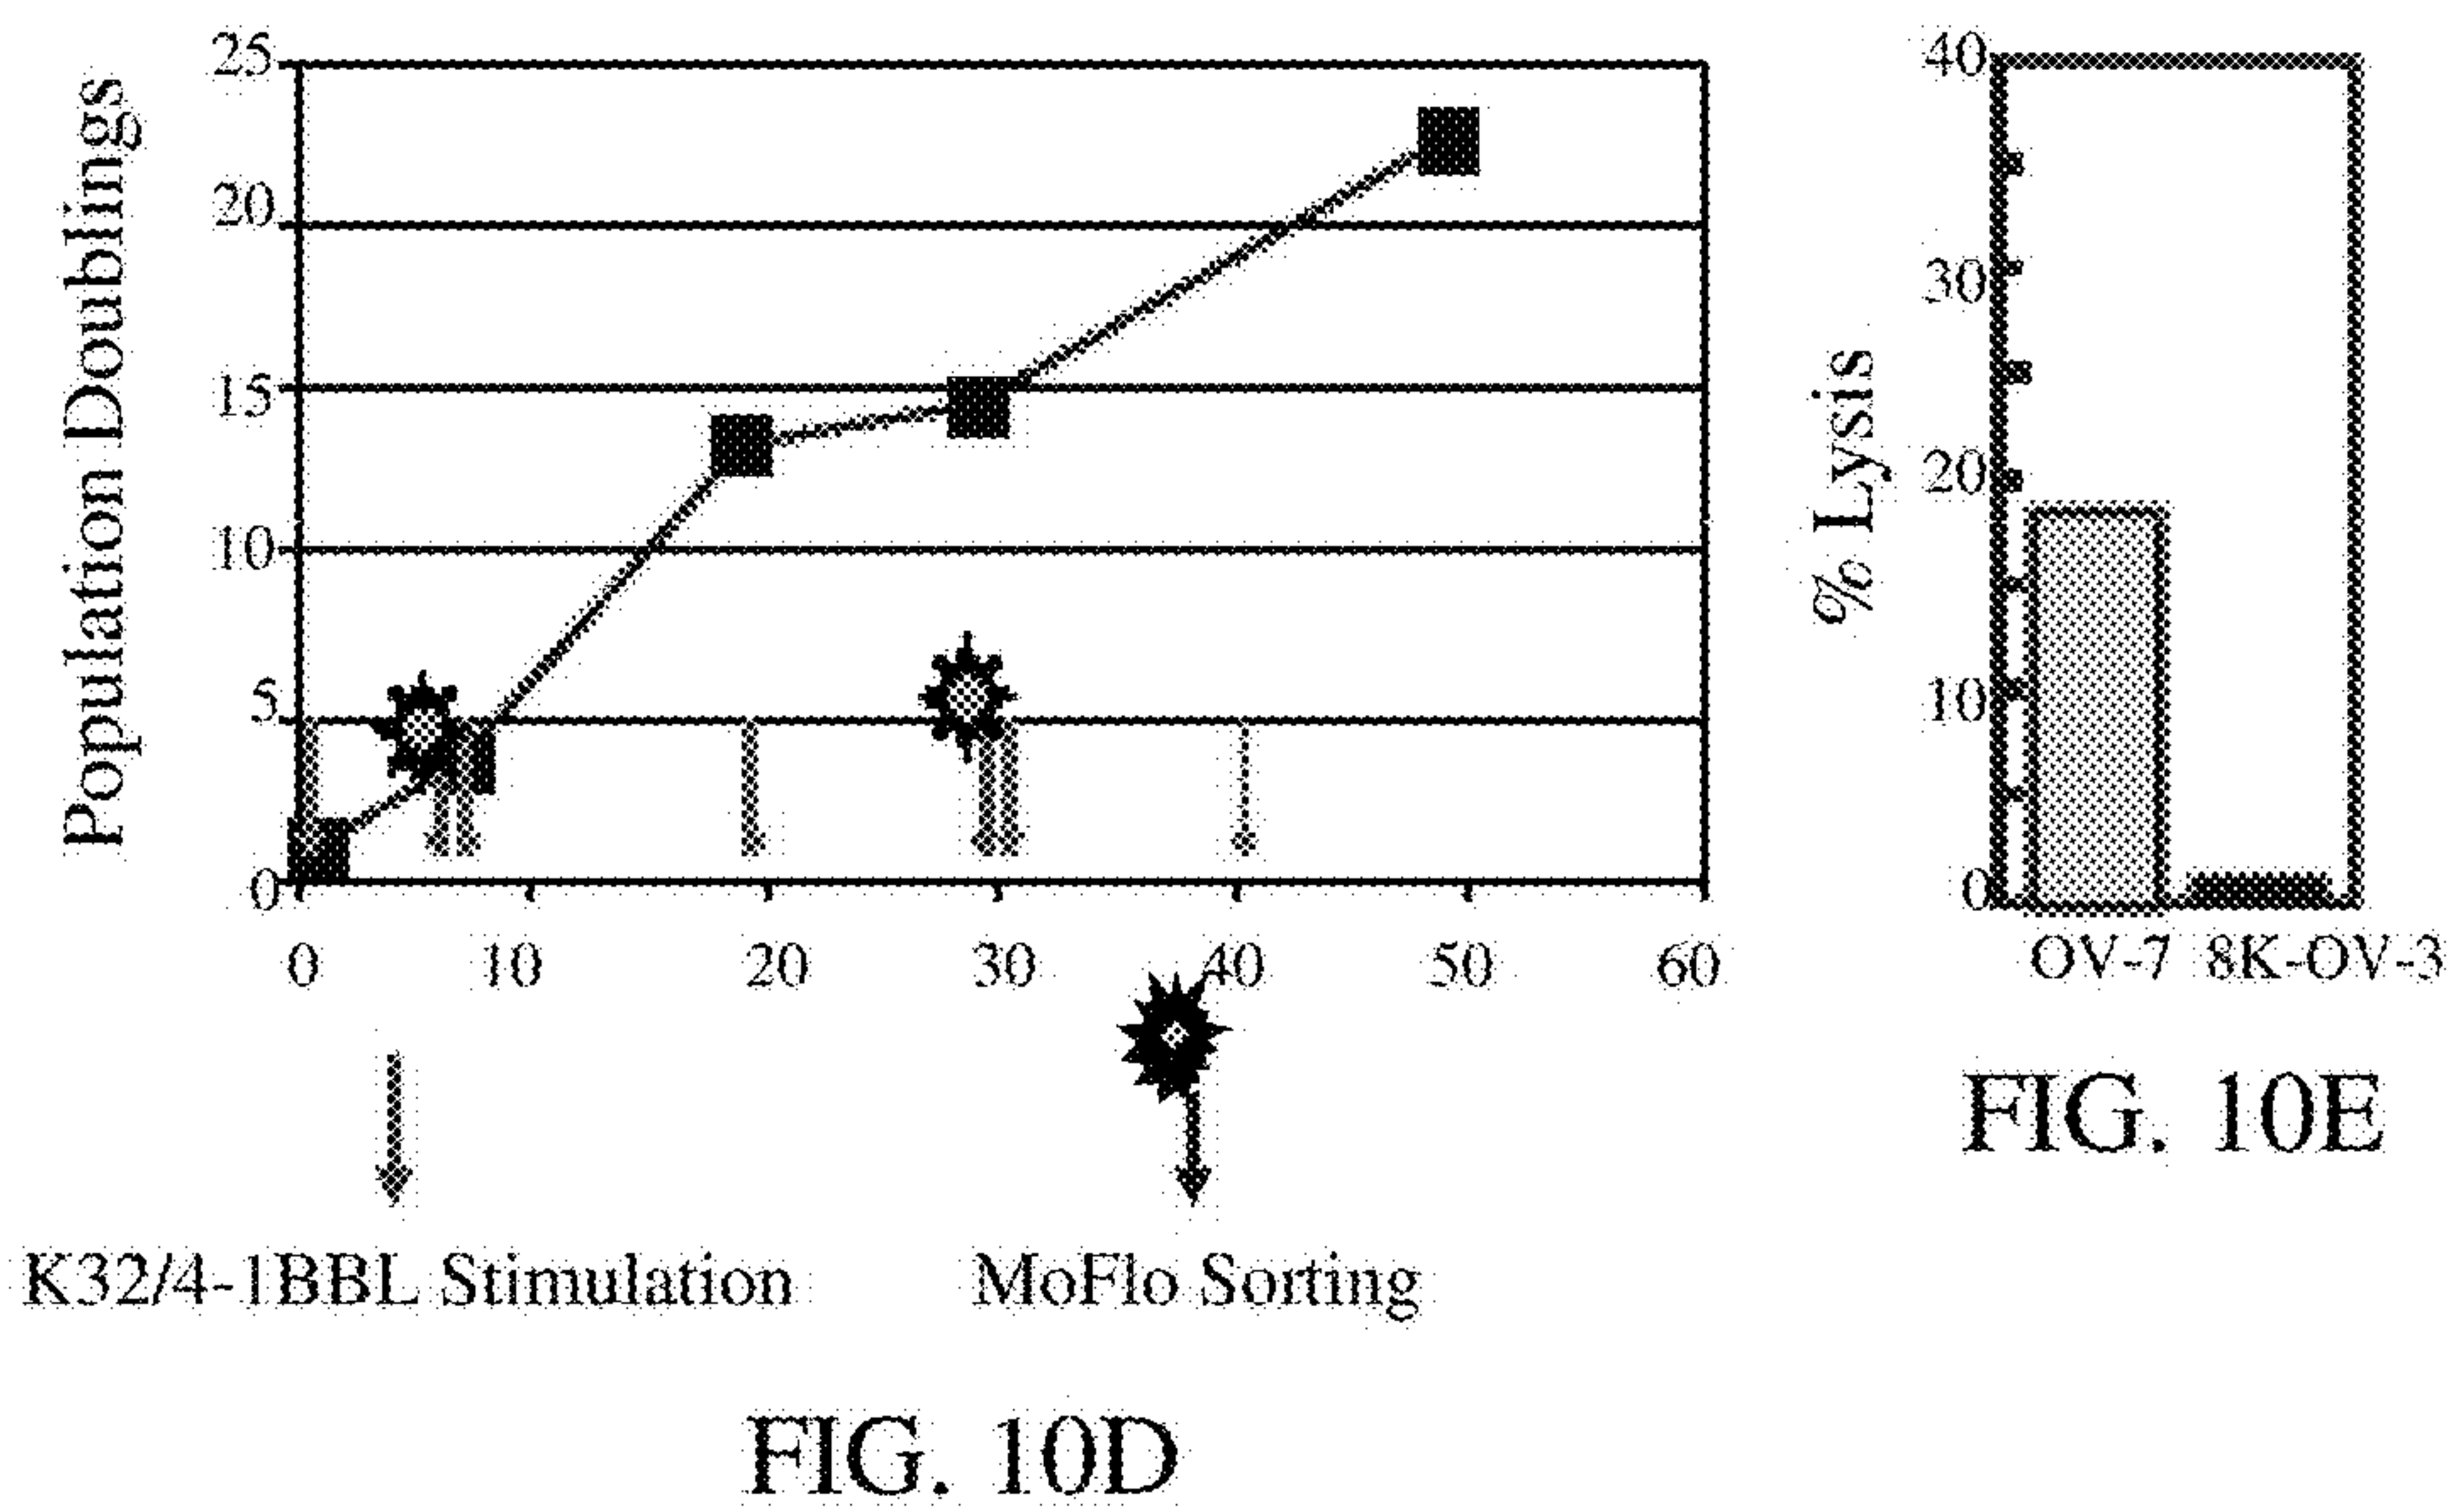 Population Doublings
25
20
15
10
5
0
0 10 20 30 40 50 60
K32/4-1BBL Stimulation
MoFlo Sorting
FIG. 10D
% Lysis
40
30
20
10
0
OV-7 8K-OV-3
FIG. 10E